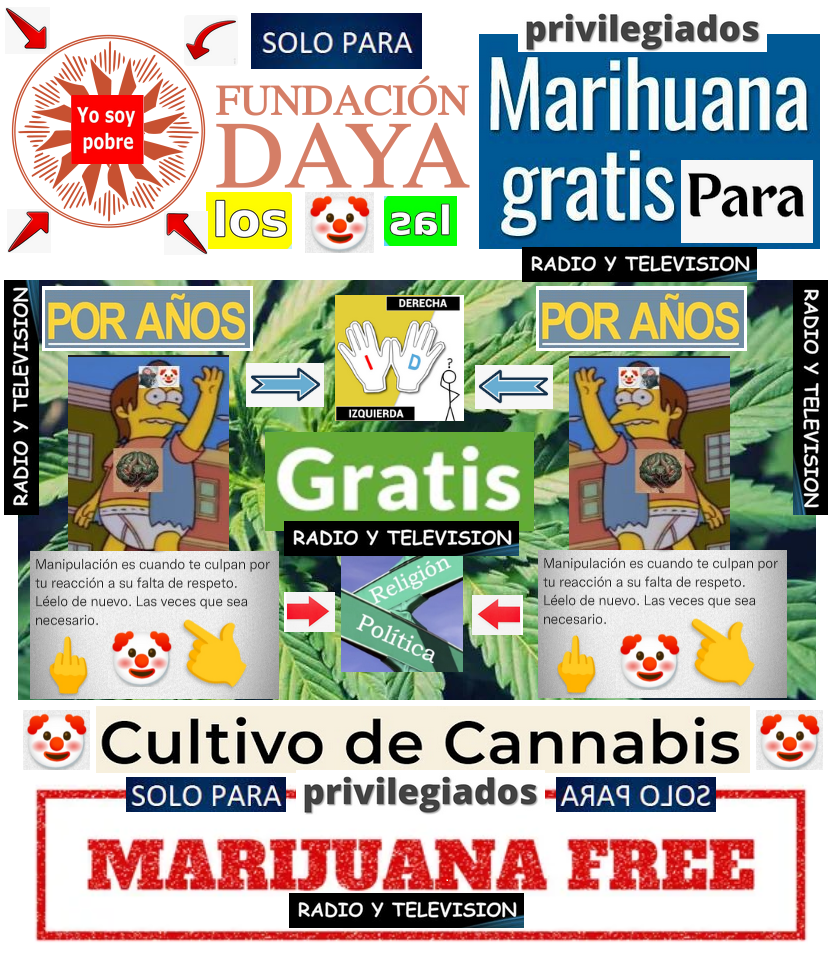 SOLO PARA
privilegiados
Yo soy
pobre
FUNDACIÓN
DAYA
los
las
Marihuana
gratis
Para
RADIO Y TELEVISION
RADIO Y TELEVISION
POR AÑOS
DERECHA
I
D
?
IZQUIERDA
POR AÑOS
RADIO Y TELEVISION
Gratis
RADIO Y TELEVISION
Manipulación es cuando te culpan por
tu reacción a su falta de respeto.
Léelo de nuevo. Las veces que sea
necesario.
Religión
Política
Manipulación es cuando te culpan por
tu reacción a su falta de respeto.
Léelo de nuevo. Las veces que sea
necesario.
Cultivo de Cannabis
SOLO PARA
privilegiados
SOLO PARA
MARIJUANA FREE
RADIO Y TELEVISION